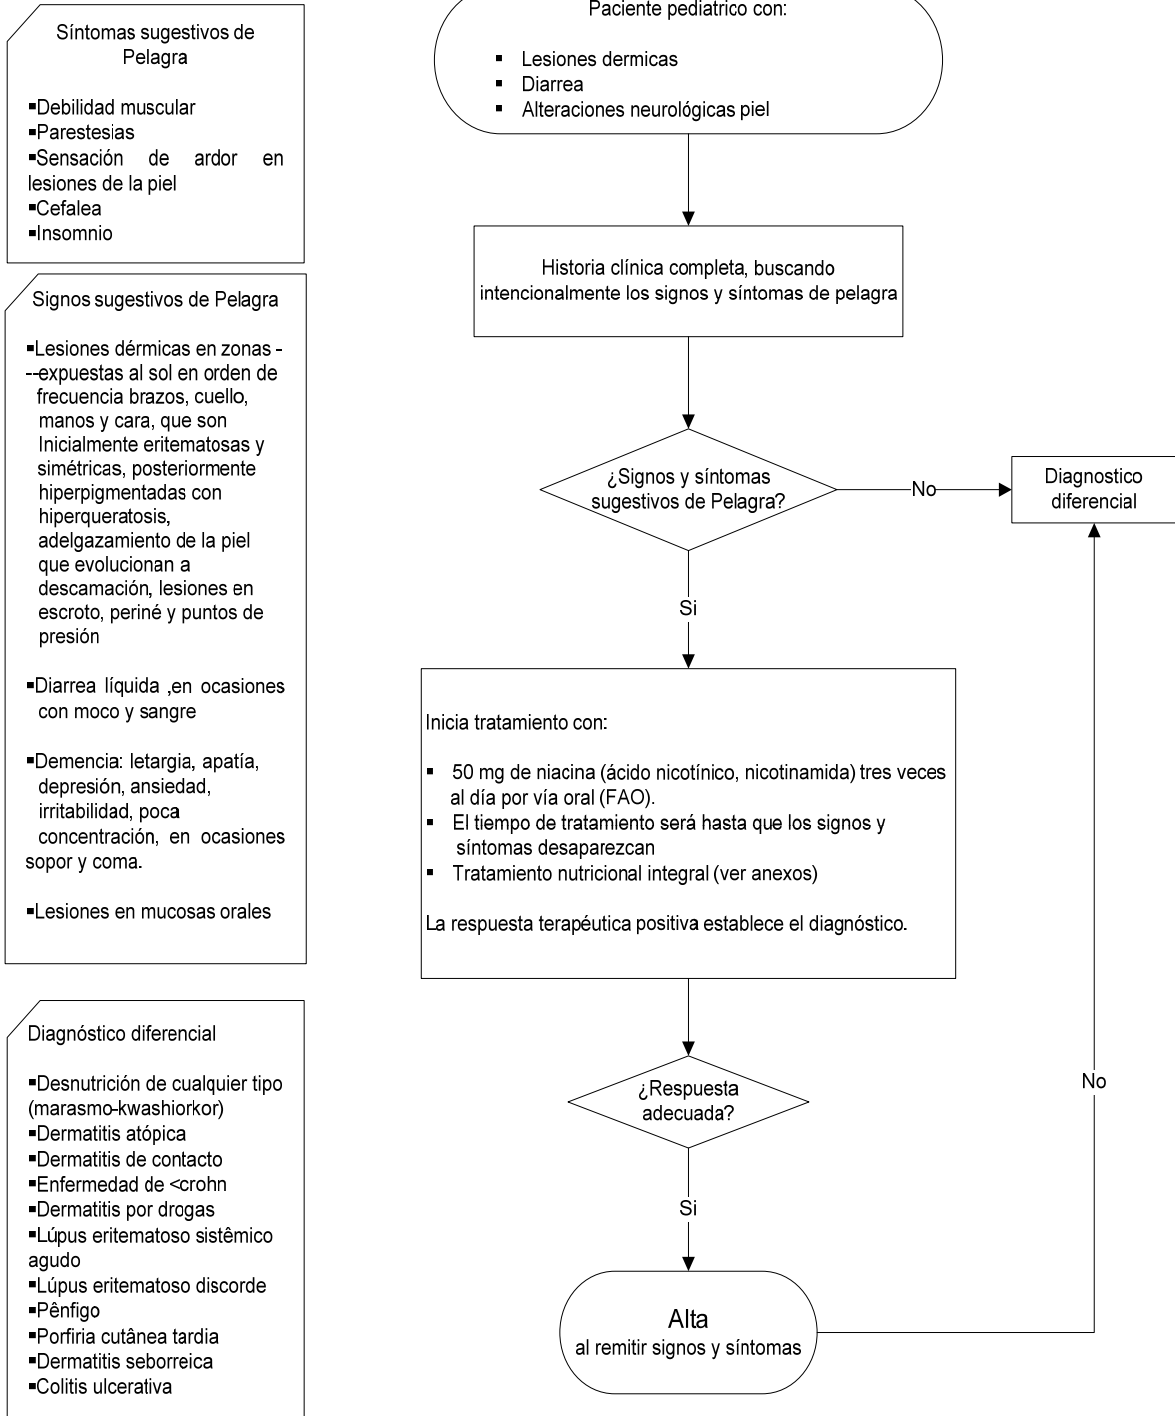 Síntomas sugestivos de
Pelagra
▪Debilidad muscular
▪Parestesias
▪Sensación de ardor en
lesiones de la piel
▪Cefalea
▪Insomnio
Signos sugestivos de Pelagra
▪Lesiones dérmicas en zonas -
--expuestas al sol en orden de
frecuencia brazos, cuello,
manos y cara, que son
Inicialmente eritematosas y
simétricas, posteriormente
hiperpigmentadas con
hiperqueratosis,
adelgazamiento de la piel
que evolucionan a
descamación, lesiones en
escroto, periné y puntos de
presión
▪Diarrea líquida ,en ocasiones
con moco y sangre
▪Demencia: letargia, apatía,
depresión, ansiedad,
irritabilidad, poca
concentración, en ocasiones
sopor y coma.
▪Lesiones en mucosas orales
Diagnóstico diferencial
▪Desnutrición de cualquier tipo
(marasmo-kwashiorkor)
▪Dermatitis atópica
▪Dermatitis de contacto
▪Enfermedad de <crohn
▪Dermatitis por drogas
▪Lúpus eritematoso sistêmico
agudo
▪Lúpus eritematoso discorde
▪Pênfigo
▪Porfiria cutânea tardia
▪Dermatitis seborreica
▪Colitis ulcerativa
Paciente pediatrico con:
▪ Lesiones dermicas
▪ Diarrea
▪ Alteraciones neurológicas piel
Historia clínica completa, buscando
intencionalmente los signos y síntomas de pelagra
¿Signos y síntomas
sugestivos de Pelagra?
No
Diagnostico
diferencial
Si
Inicia tratamiento con:
▪ 50 mg de niacina (ácido nicotínico, nicotinamida) tres veces
al día por vía oral (FAO).
▪ El tiempo de tratamiento será hasta que los signos y
síntomas desaparezcan
▪ Tratamiento nutricional integral (ver anexos)
La respuesta terapéutica positiva establece el diagnóstico.
¿Respuesta
adecuada?
No
Si
Alta
al remitir signos y síntomas